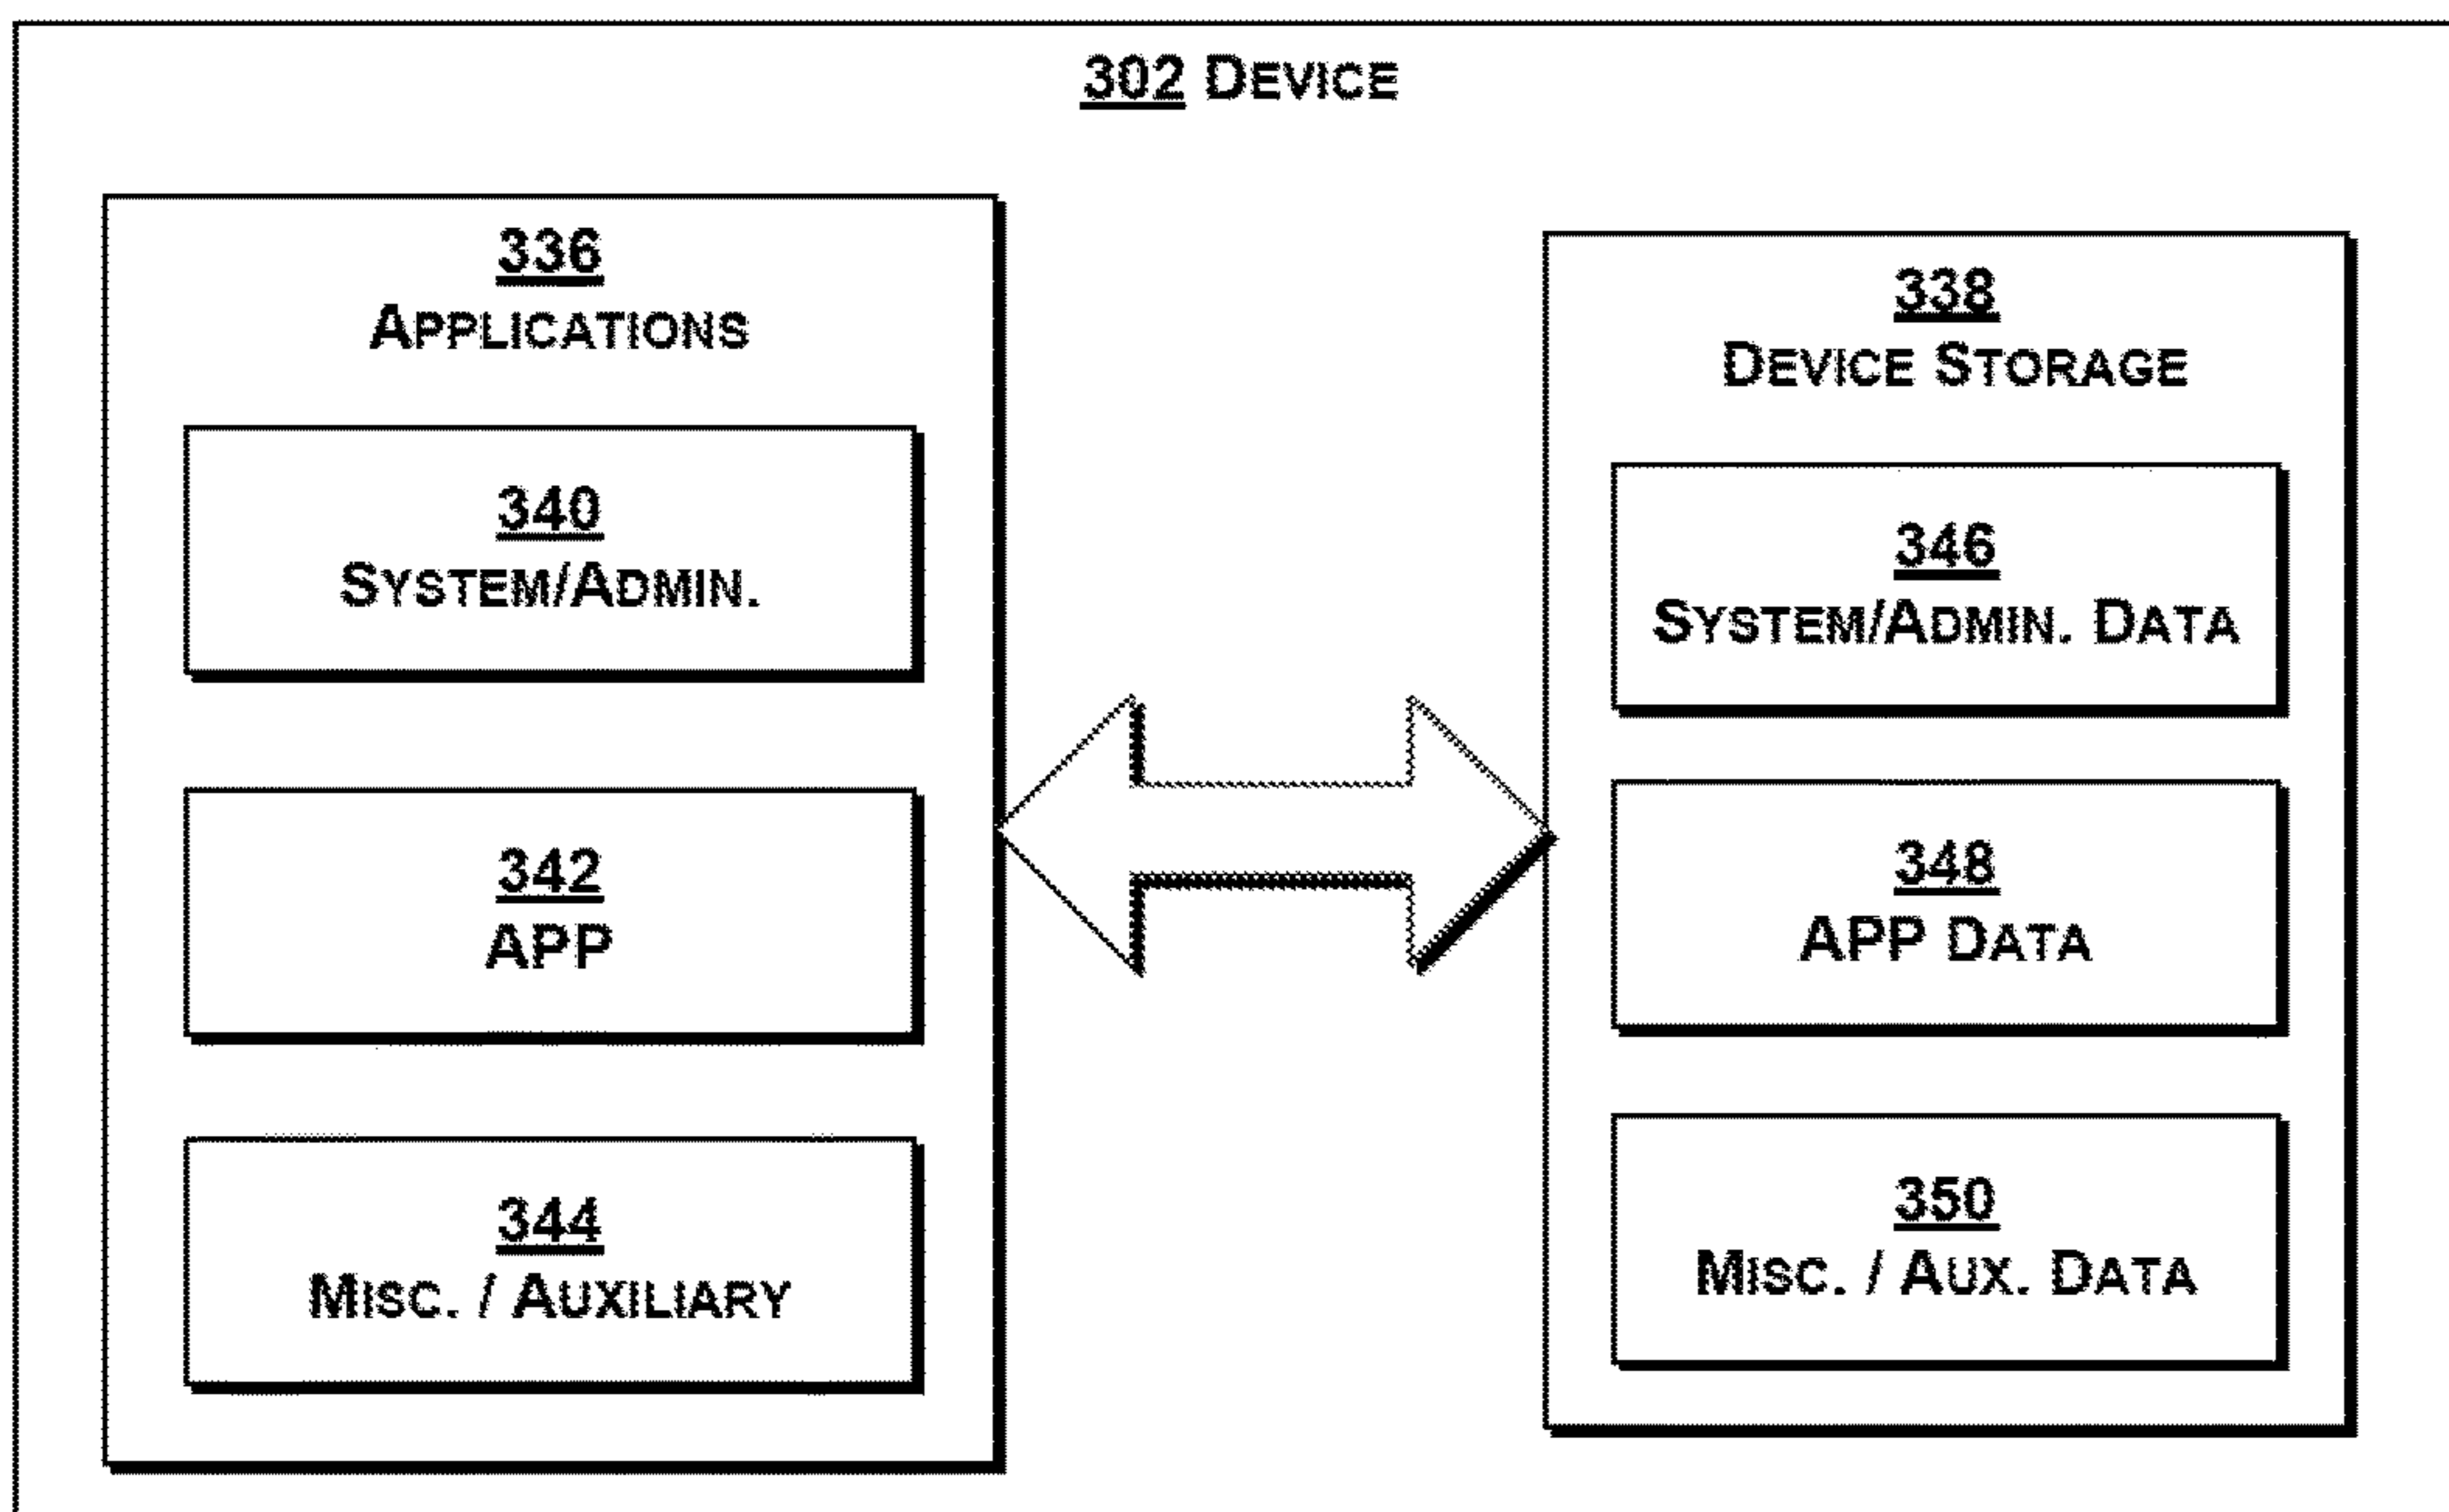 302 DEVICE
336
APPLICATIONS
340
SYSTEM/ADMIN.
342
APP
344
MISC. / AUXILIARY
338
DEVICE STORAGE
346
SYSTEM/ADMIN. DATA
348
APP DATA
350
MISC. / AUX. DATA